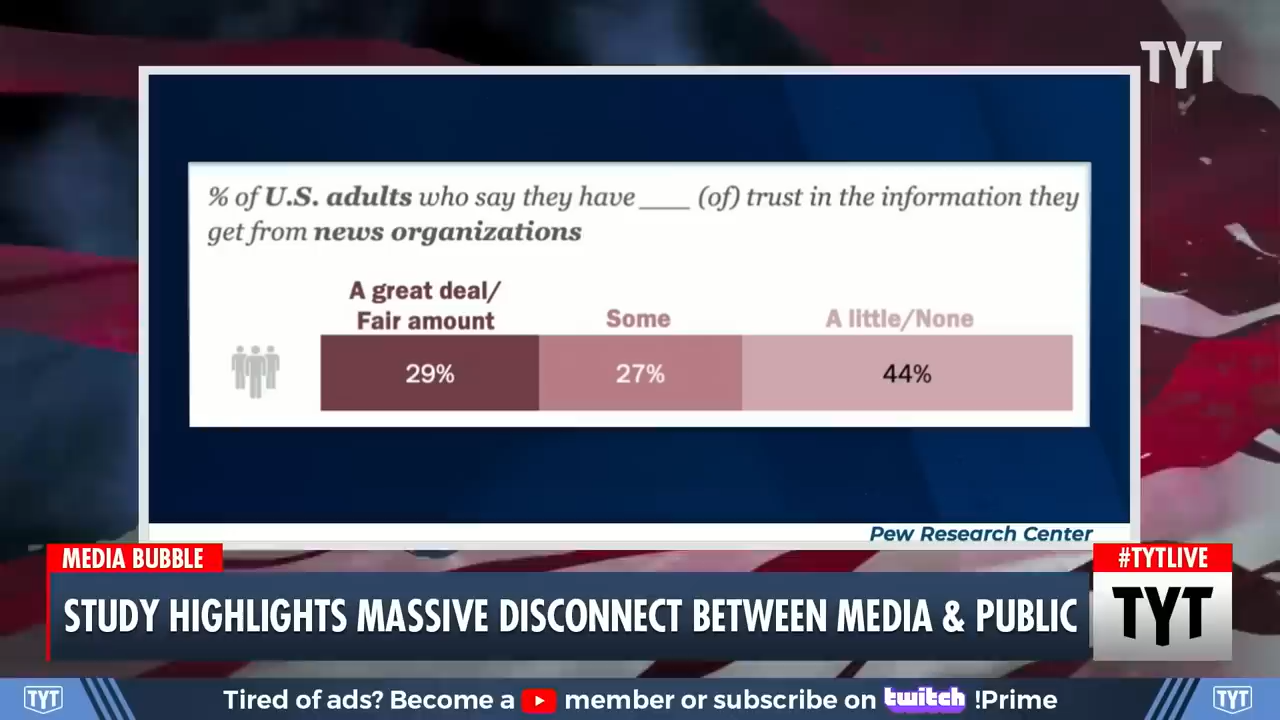 TYT
% of U.S. adults who say they have ___ (of) trust in the information they
get from news organizations
A great deal/
Fair amount
Some
A little/None
29%
27%
44%
Pew Research Center
MEDIA BUBBLE
#TYTLIVE
STUDY HIGHLIGHTS MASSIVE DISCONNECT BETWEEN MEDIA & PUBLIC
TYT
TYT
Tired of ads? Become a member or subscribe on twitch !Prime
TYT